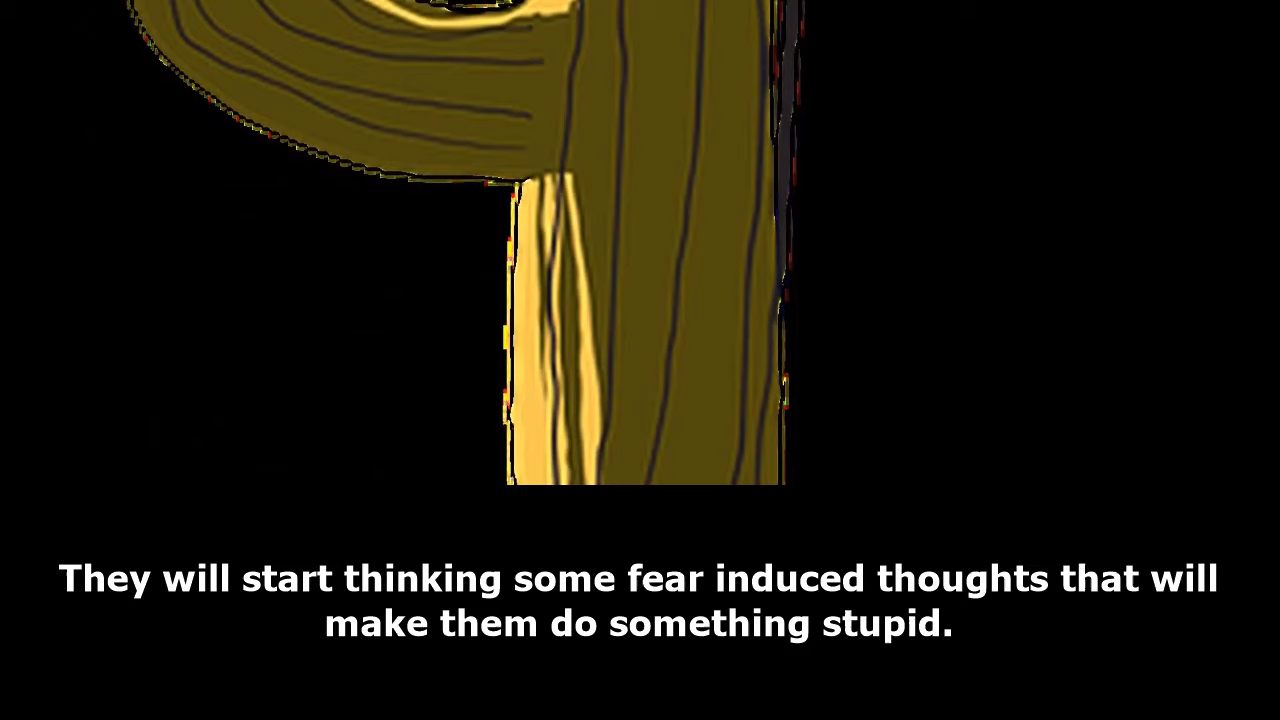 They will start thinking some fear induced thoughts that will
make them do something stupid.